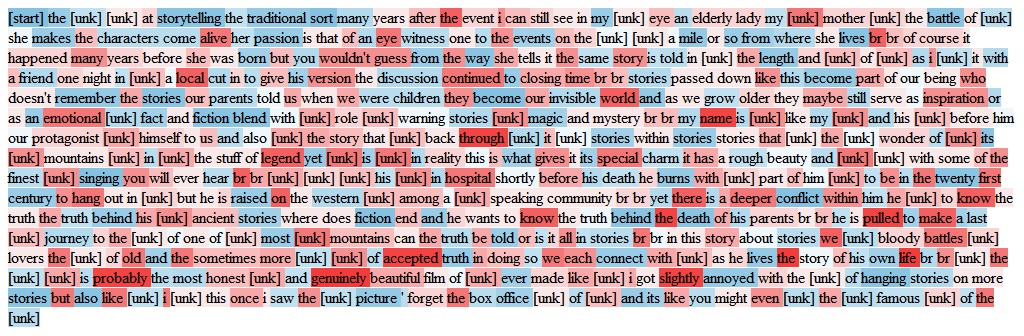 [start] the [unk] [unk] at storytelling the traditional sort many years after the event i can still see in my [unk] eye an elderly lady my [unk] mother [unk] the battle of [unk]
she makes the characters come alive her passion is that of an eye witness one to the events on the [unk] [unk] a mile or so from where she lives br br of course it
happened many years before she was born but you wouldn't guess from the way she tells it the same story is told in [unk] the length and [unk] of [unk] as i [unk] it with
a friend one night in [unk] a local cut in to give his version the discussion continued to closing time br br stories passed down like this become part of our being who
doesn't remember the stories our parents told us when we were children they become our invisible world and as we grow older they maybe still serve as inspiration or
as an emotional [unk] fact and fiction blend with [unk] role [unk] warning stories [unk] magic and mystery br br my name is [unk] like my [unk] and his [unk] before him
our protagonist [unk] himself to us and also [unk] the story that [unk] back through [unk] it [unk] stories within stories stories that [unk] the [unk] wonder of [unk] its
[unk] mountains [unk] in [unk] the stuff of legend yet [unk] is [unk] in reality this is what gives it its special charm it has a rough beauty and [unk] [unk] with some of the
finest [unk] singing you will ever hear br br [unk] [unk] [unk] his [unk] in hospital shortly before his death he burns with [unk] part of him [unk] to be in the twenty first
century to hang out in [unk] but he is raised on the western [unk] among a [unk] speaking community br br yet there is a deeper conflict within him he [unk] to know the
truth the truth behind his [unk] ancient stories where does fiction end and he wants to know the truth behind the death of his parents br br he is pulled to make a last
[unk] journey to the [unk] of one of [unk] most [unk] mountains can the truth be told or is it all in stories br br in this story about stories we [unk] bloody battles [unk]
lovers the [unk] of old and the sometimes more [unk] [unk] of accepted truth in doing so we each connect with [unk] as he lives the story of his own life br br [unk] the
[unk] [unk] is probably the most honest [unk] and genuinely beautiful film of [unk] ever made like [unk] i got slightly annoyed with the [unk] of hanging stories on more
stories but also like [unk] i [unk] this once i saw the [unk] picture ' forget the box office [unk] of [unk] and its like you might even [unk] the [unk] famous [unk] of the
[unk]